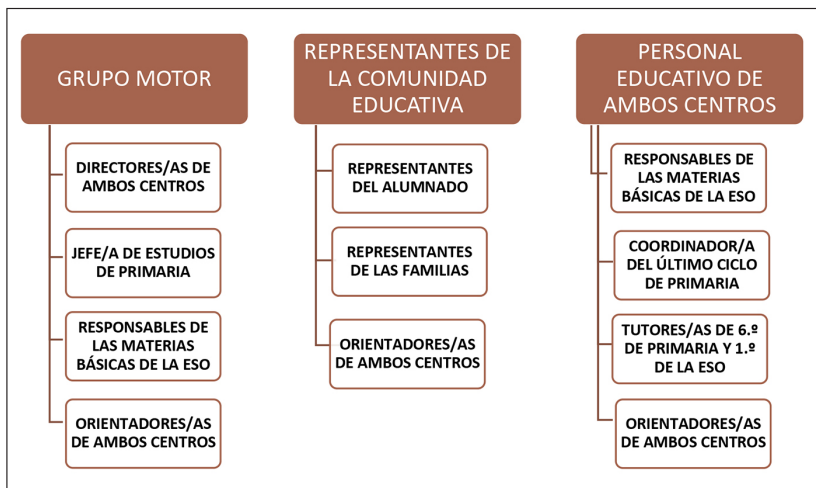 GRUPO MOTOR
DIRECTORES/AS DE
AMBOS CENTROS
JEFE/A DE ESTUDIOS
DE PRIMARIA
RESPONSABLES DE
LAS MATERIAS
BÁSICAS DE LA ESO
ORIENTADORES/AS
DE AMBOS CENTROS
REPRESENTANTES DE
LA COMUNIDAD
EDUCATIVA
REPRESENTANTES
DEL ALUMNADO
REPRESENTANTES
DE LAS FAMILIAS
ORIENTADORES/AS
DE AMBOS CENTROS
PERSONAL
EDUCATIVO DE
AMBOS CENTROS
RESPONSABLES DE
LAS MATERIAS
BÁSICAS DE LA ESO
COORDINADOR/A
DEL ÚLTIMO CICLO
DE PRIMARIA
TUTORES/AS DE 6.º
DE PRIMARIA Y 1.º
DE LA ESO
ORIENTADORES/AS
DE AMBOS CENTROS